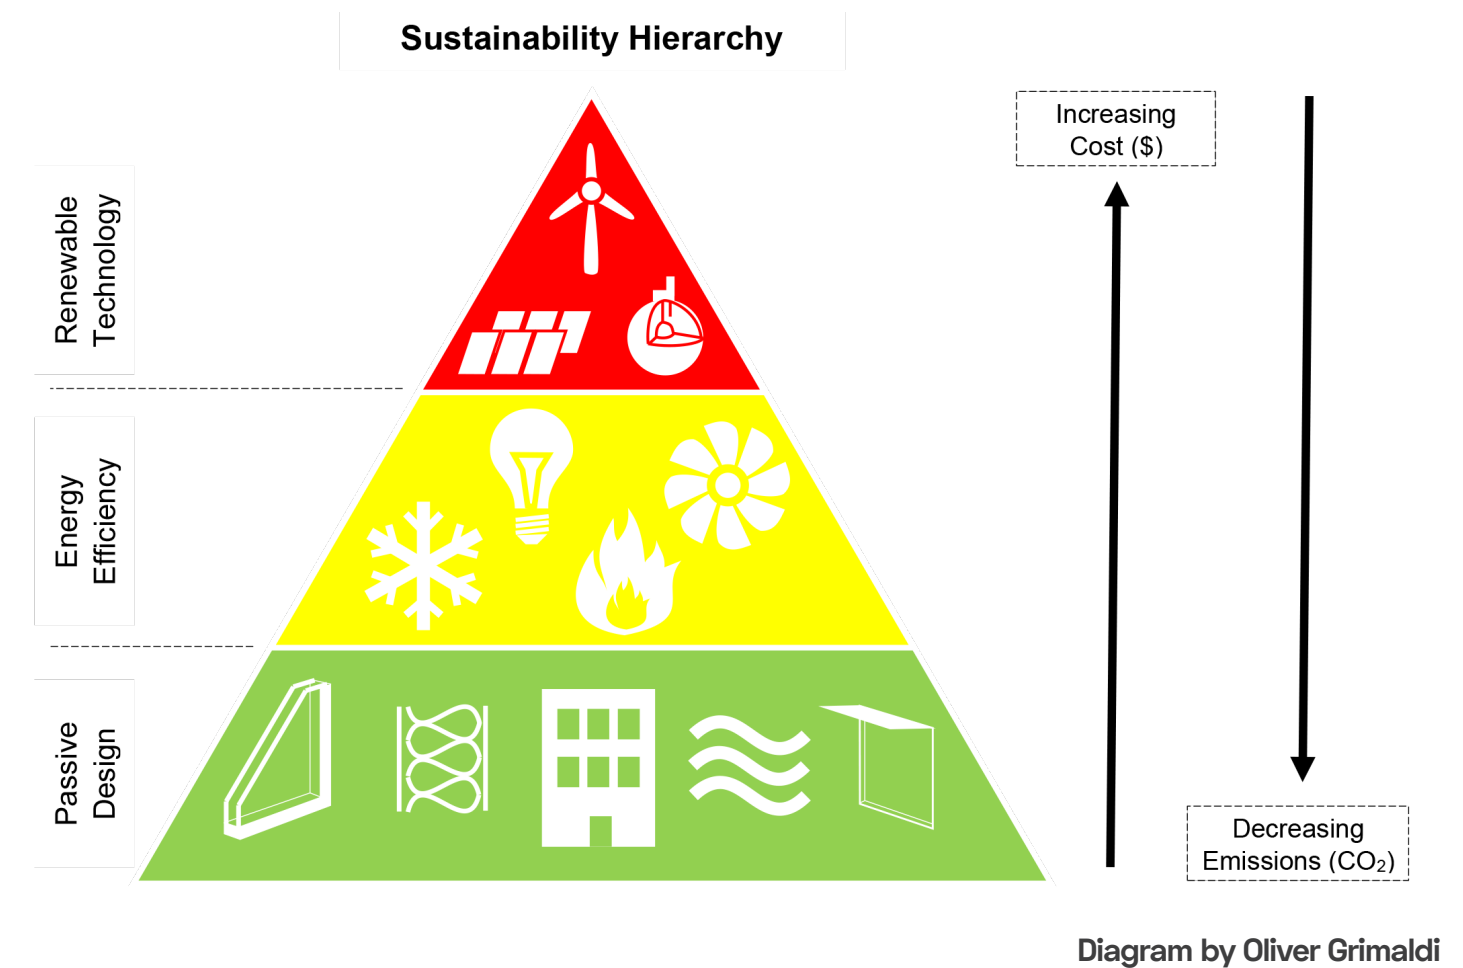 Sustainability Hierarchy
Increasing
Cost ($)
Renewable
Technology
Energy
Efficiency
Passive
Design
Decreasing
Emissions (CO₂)
Diagram by Oliver Grimaldi